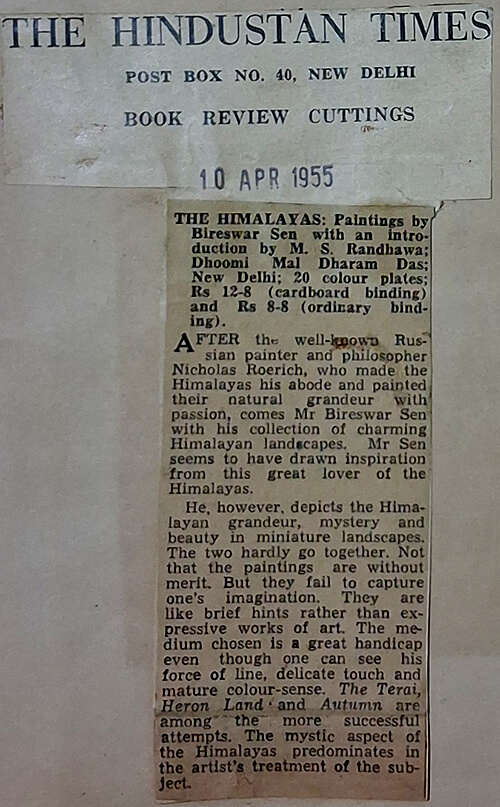 THE HINDUSTAN TIMES
POST BOX NO. 40, NEW DELHI
BOOK REVIEW CUTTINGS
10 APR 1955
THE HIMALAYAS: Paintings by
Bireswar Sen with an intro-
duction by M. S. Randhawa;
Dhoomi Mal Dharam Das;
New Delhi; 20 colour plates;
Rs 12-8 (cardboard binding)
and Rs 8-8 (ordinary bind-
ing).
AFTER the well-known Rus-
sian painter and philosopher
Nicholas Roerich, who made the
Himalayas his abode and painted
their natural grandeur with
passion, comes Mr Bireswar Sen
with his collection of charming
Himalayan landscapes. Mr Sen
seems to have drawn inspiration
from this great lover of the
Himalayas.
He, however, depicts the Hima-
layan grandeur, mystery and
beauty in miniature landscapes.
The two hardly go together. Not
that the paintings are without
merit. But they fail to capture
one's imagination. They are
like brief hints rather than ex-
pressive works of art. The me-
dium chosen is a great handicap
even though one can see his
force of line, delicate touch and
mature colour-sense. The Terai,
Heron Land and Autumn are
among the more successful
attempts. The mystic aspect of
the Himalayas predominates in
the artist's treatment of the sub-
ject.